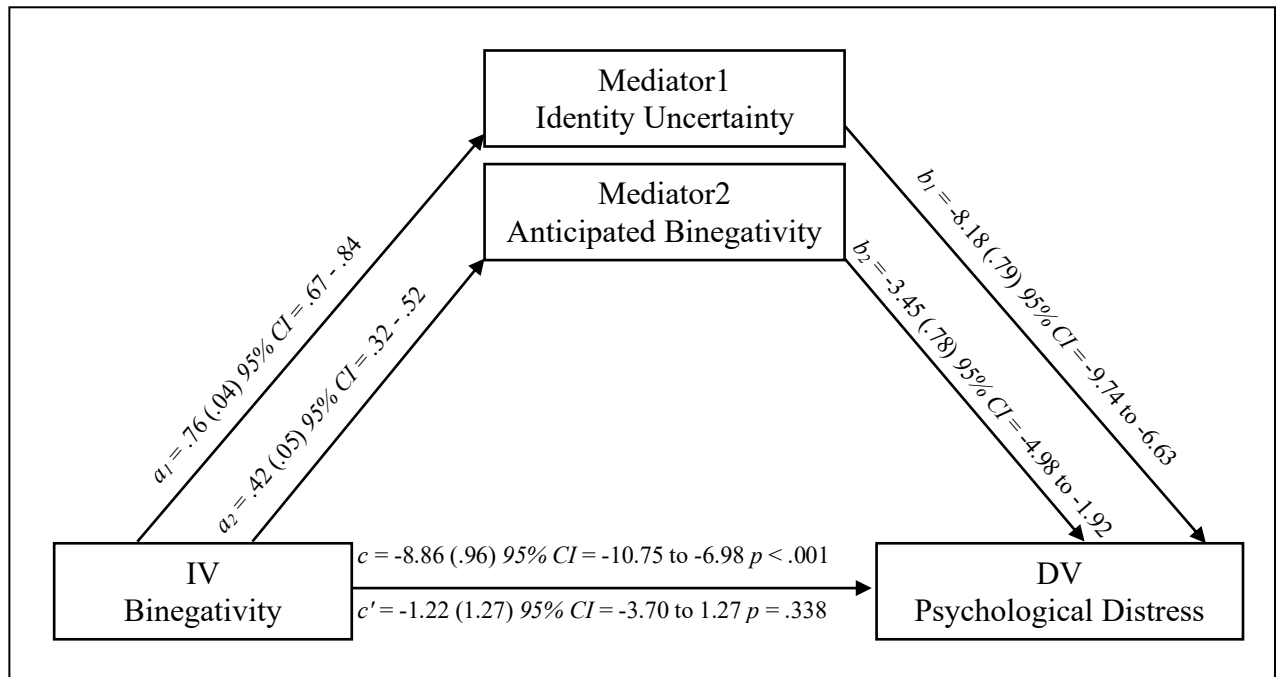 Mediator1
Identity Uncertainty
Mediator2
Anticipated Binegativity
a₁ = .76 (.04) 95% CI = .67 - .84
a₂ = .42 (.05) 95% CI = .32 - .52
b₁ = -8.18 (.79) 95% CI = -9.74 to -6.63
b₂ = -3.45 (.78) 95% CI = -4.98 to -1.92
IV
Binegativity
c = -8.86 (.96) 95% CI = -10.75 to -6.98 p < .001
c' = -1.22 (1.27) 95% CI = -3.70 to 1.27 p = .338
DV
Psychological Distress